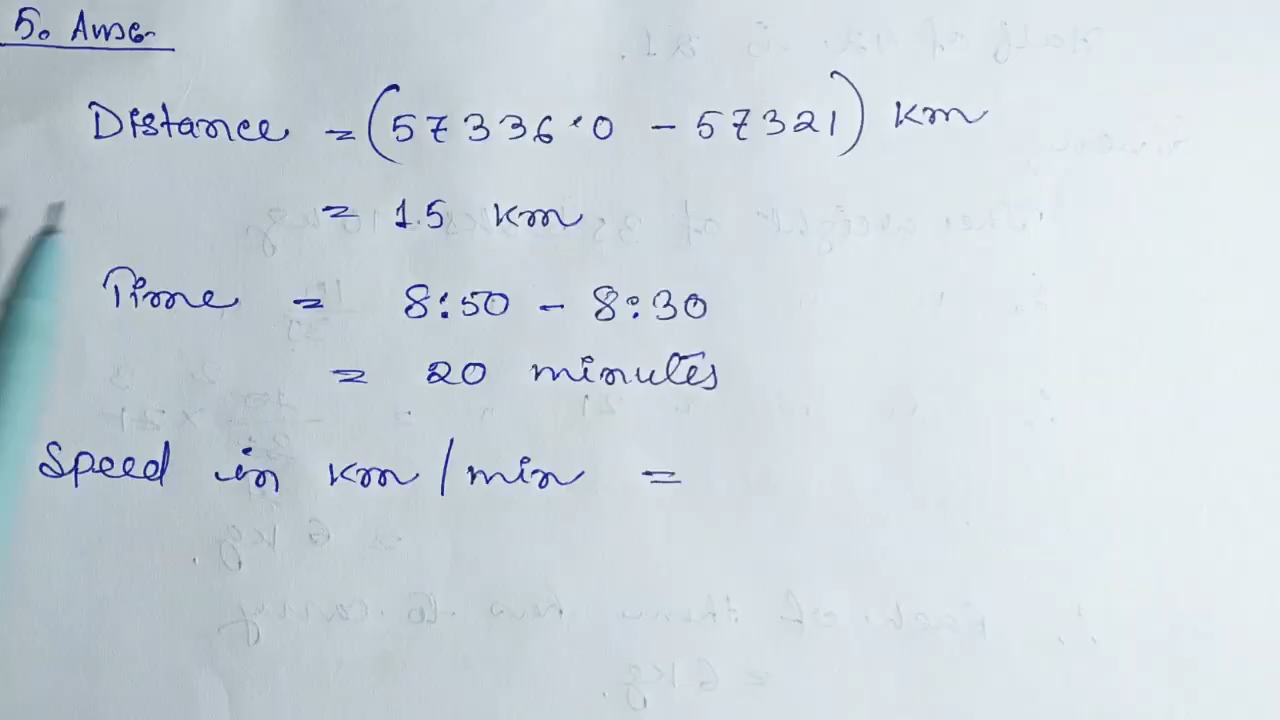 5. Ans:-
Distance = (57336.0 - 57321) km
= 15 km
Time = 8:50 - 8:30
= 20 minutes
Speed in km/min =